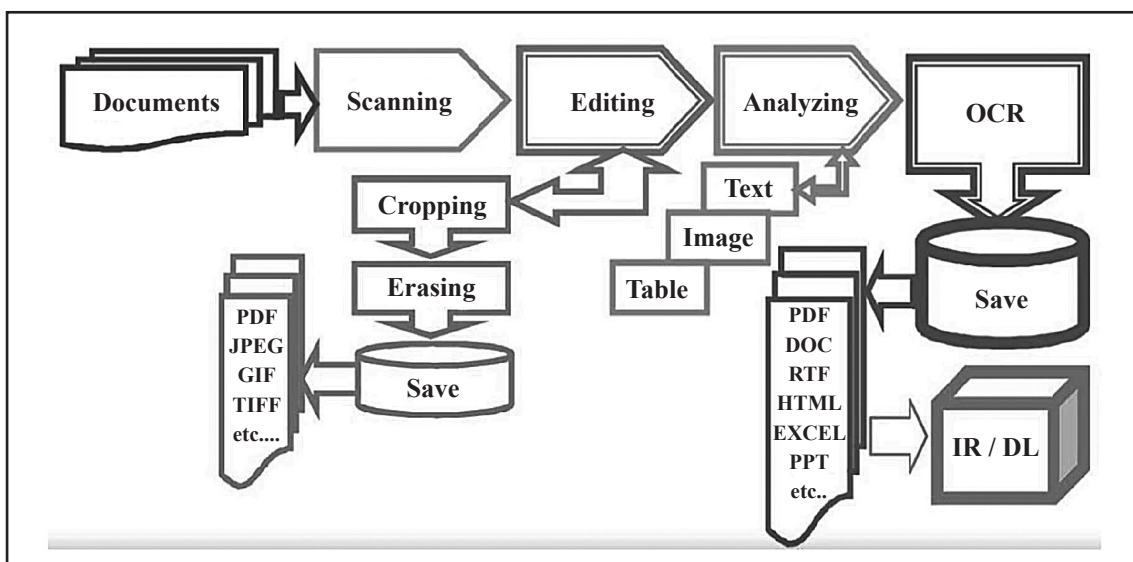 Documents
Scanning
Editing
Analyzing
OCR
Cropping
Text
Image
Table
Erasing
Save
PDF
JPEG
GIF
TIFF
etc....
Save
PDF
DOC
RTF
HTML
EXCEL
PPT
etc..
IR / DL